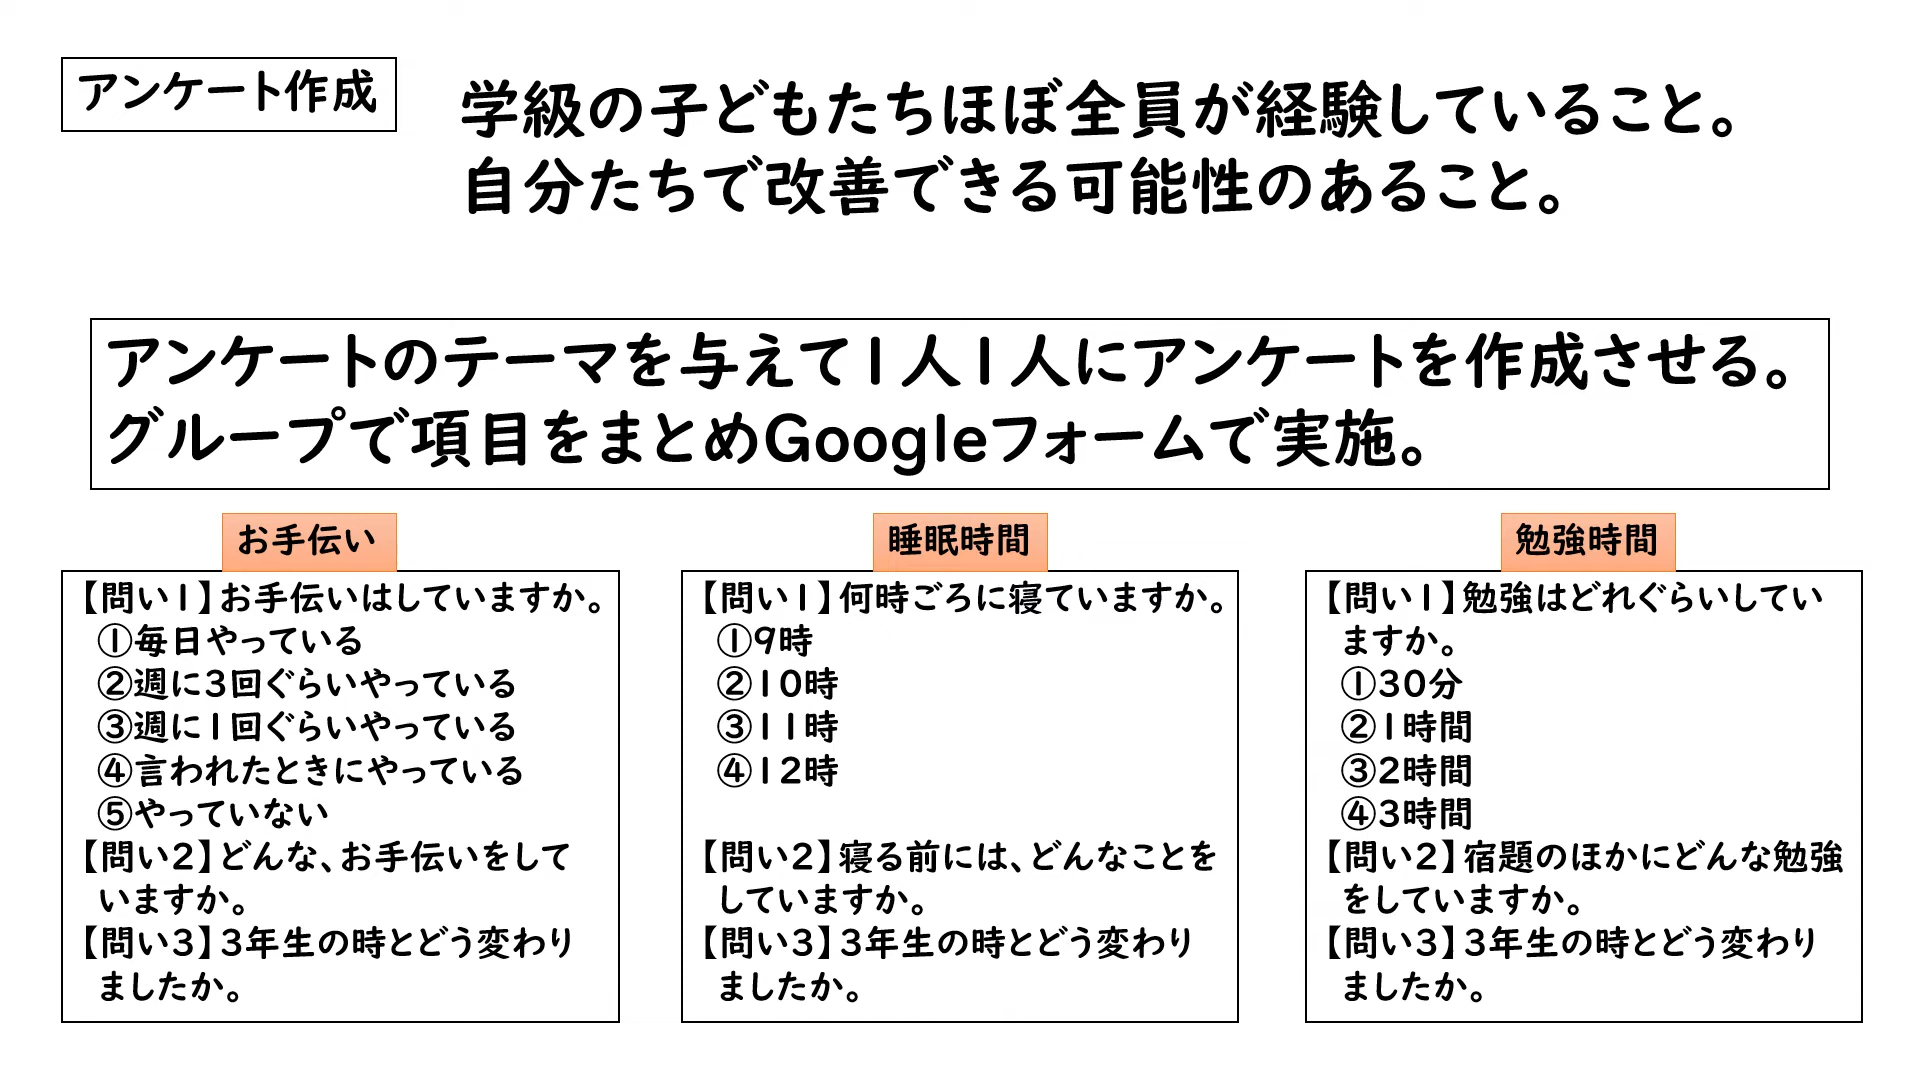 アンケート作成
学級の子どもたちほぼ全員が経験していること。
自分たちで改善できる可能性のあること。
アンケートのテーマを与えて1人1人にアンケートを作成させる。
グループで項目をまとめGoogleフォームで実施。
お手伝い
【問い1】お手伝いはしていますか。
①毎日やっている
②週に3回ぐらいやっている
③週に1回ぐらいやっている
④言われたときにやっている
⑤やっていない
【問い2】どんな、お手伝いをして
いますか。
【問い3】3年生の時とどう変わり
ましたか。
睡眠時間
【問い1】何時ごろに寝ていますか。
①9時
②10時
③11時
④12時
【問い2】寝る前には、どんなことを
していますか。
【問い3】3年生の時とどう変わり
ましたか。
勉強時間
【問い1】勉強はどれぐらいしてい
ますか。
①30分
②1時間
③2時間
④3時間
【問い2】宿題のほかにどんな勉強
をしていますか。
【問い3】3年生の時とどう変わり
ましたか。